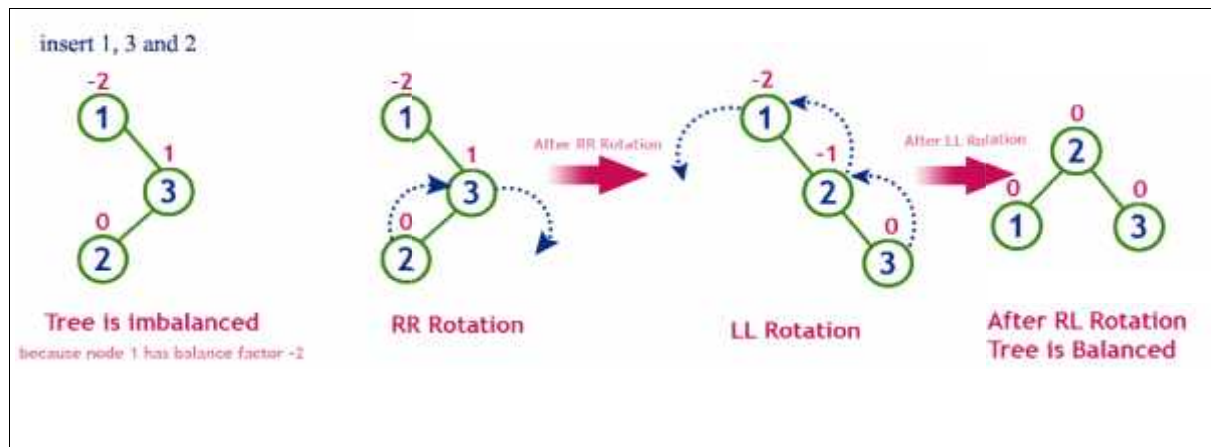 insert 1, 3 and 2
-2
1
1
3
0
2
Tree is Imbalanced
because node 1 has balance factor -2
-2
1
1
3
0
2
RR Rotation
After RR Rotation
-2
1
-1
2
0
3
LL Rotation
After LL Rotation
0
2
0
1
0
3
After RL Rotation
Tree is Balanced